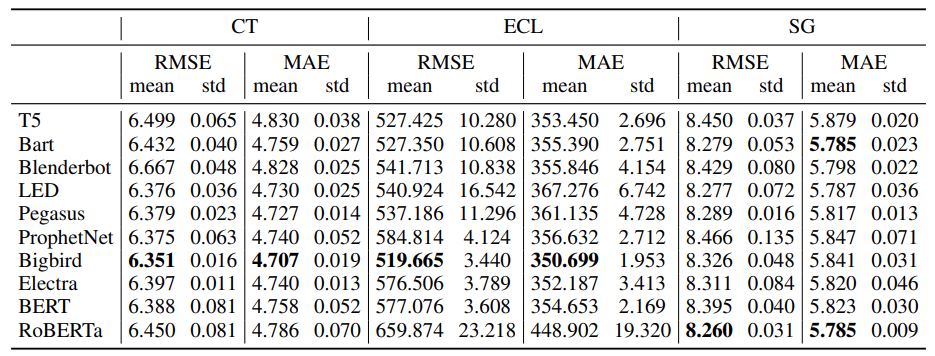 CT ECL SG
RMSE MAE RMSE MAE RMSE MAE
mean std mean std mean std mean std mean std mean std
T5 6.499 0.065 4.830 0.038 527.425 10.280 353.450 2.696 8.450 0.037 5.879 0.020
Bart 6.432 0.040 4.759 0.027 527.350 10.608 355.390 2.751 8.279 0.053 5.785 0.023
Blenderbot 6.667 0.048 4.828 0.025 541.713 10.838 355.846 4.154 8.429 0.080 5.798 0.022
LED 6.376 0.036 4.730 0.025 540.924 16.542 367.276 6.742 8.277 0.072 5.787 0.036
Pegasus 6.379 0.023 4.727 0.014 537.186 11.296 361.135 4.728 8.289 0.016 5.817 0.013
ProphetNet 6.375 0.063 4.740 0.052 584.814 4.124 356.632 2.712 8.466 0.135 5.847 0.071
Bigbird 6.351 0.016 4.707 0.019 519.665 3.440 350.699 1.953 8.326 0.048 5.841 0.031
Electra 6.397 0.011 4.740 0.013 576.506 3.789 352.187 3.413 8.311 0.084 5.820 0.046
BERT 6.388 0.081 4.758 0.052 577.076 3.608 354.653 2.169 8.395 0.040 5.823 0.030
RoBERTa 6.450 0.081 4.786 0.070 659.874 23.218 448.902 19.320 8.260 0.031 5.785 0.009